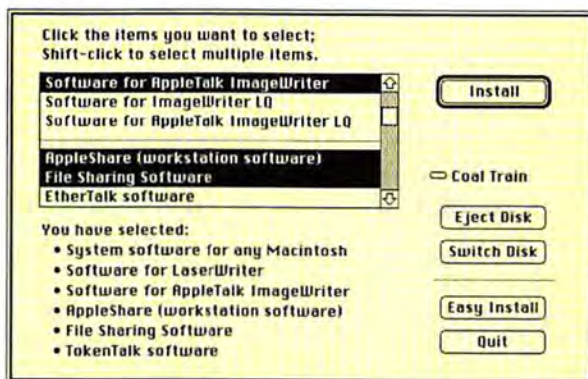 Click the items you want to select;
Shift-click to select multiple items.
Software for AppleTalk ImageWriter
Software for ImageWriter LQ
Software for AppleTalk ImageWriter LQ
AppleShare (workstation software)
File Sharing Software
EtherTalk software
You have selected:
• System software for any Macintosh
• Software for LaserWriter
• Software for AppleTalk ImageWriter
• AppleShare (workstation software)
• File Sharing Software
• TokenTalk software
Install
Coal Train
Eject Disk
Switch Disk
Easy Install
Quit